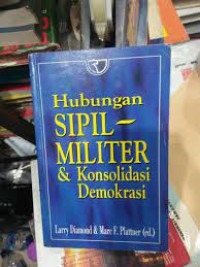 Hubungan
SIPIL –
MILITER
& Konsolidasi
Demokrasi
Larry Diamond & Marc F. Plattner (ed.)